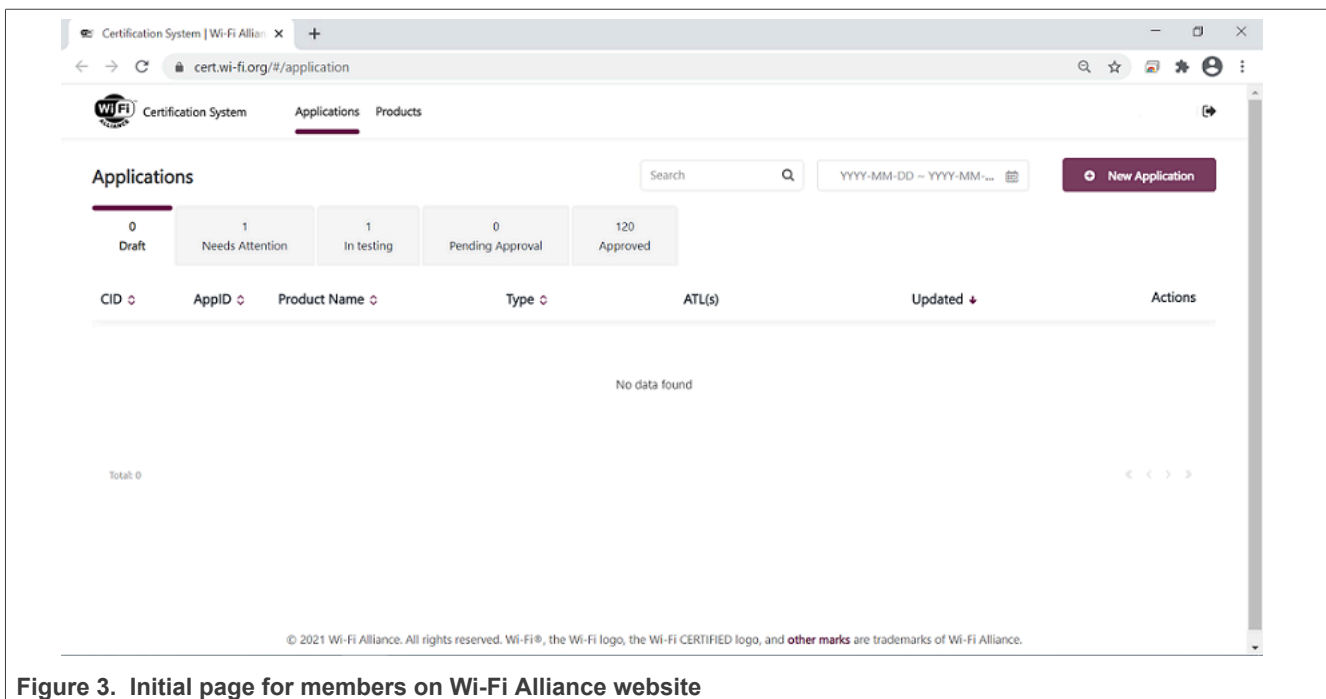 Certification System | Wi-Fi Allian
cert.wi-fi.org/#/application
Wi Fi ALLIANCE Certification System Applications Products
Applications Search YYYY-MM-DD ~ YYYY-MM-... New Application
0 1 1 0 120
Draft Needs Attention In testing Pending Approval Approved
CID AppID Product Name Type ATL(s) Updated Actions
No data found
Total: 0
© 2021 Wi-Fi Alliance. All rights reserved. Wi-Fi®, the Wi-Fi logo, the Wi-Fi CERTIFIED logo, and other marks are trademarks of Wi-Fi Alliance.
Figure 3. Initial page for members on Wi-Fi Alliance website